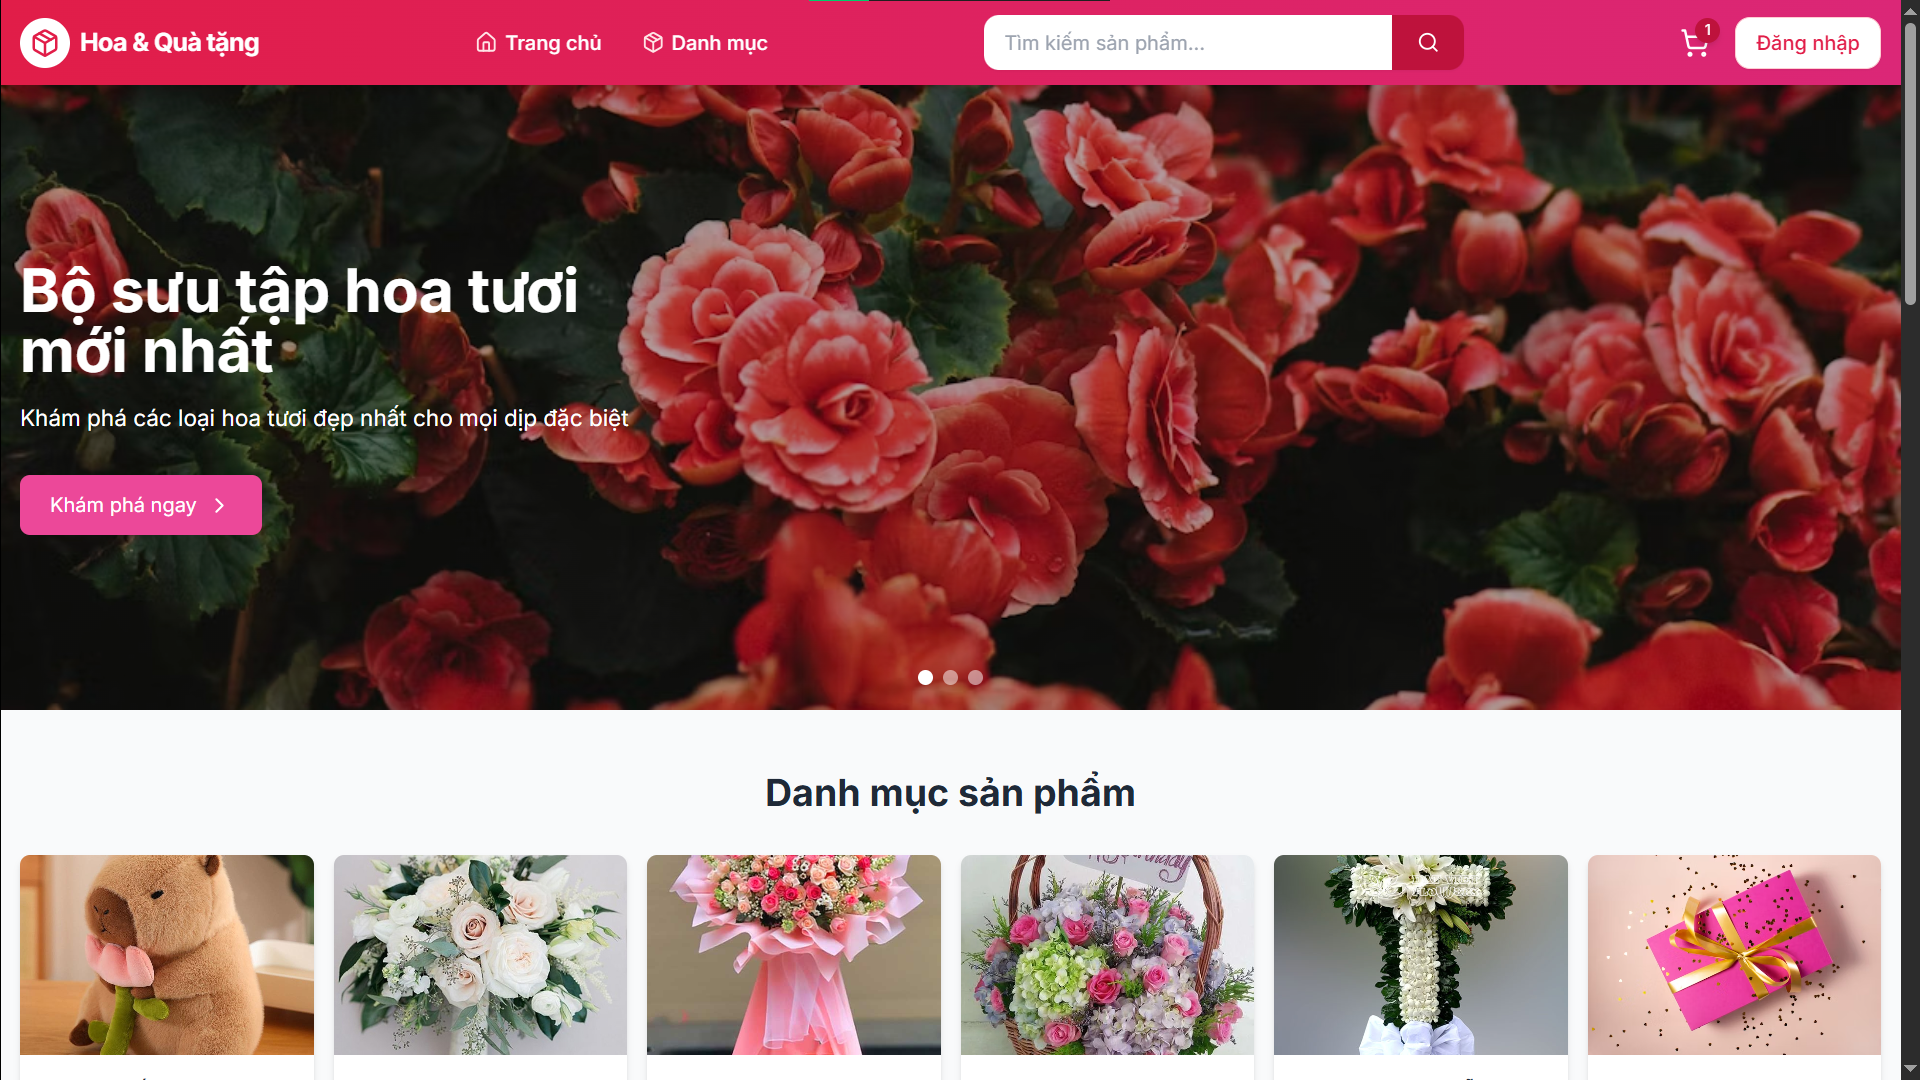 Hoa & Quà tặng
Trang chủ
Danh mục
Tìm kiếm sản phẩm...
1
Đăng nhập
Bộ sưu tập hoa tươi
mới nhất
Khám phá các loại hoa tươi đẹp nhất cho mọi dịp đặc biệt
Khám phá ngay
Danh mục sản phẩm